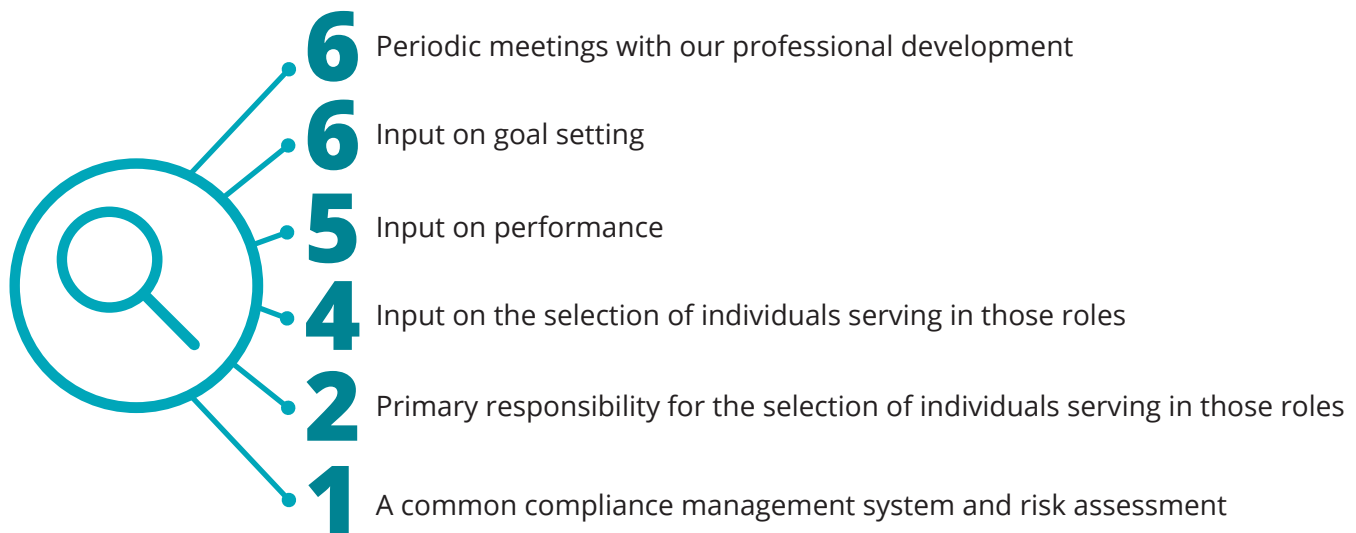 6 Periodic meetings with our professional development
6 Input on goal setting
5 Input on performance
4 Input on the selection of individuals serving in those roles
2 Primary responsibility for the selection of individuals serving in those roles
1 A common compliance management system and risk assessment